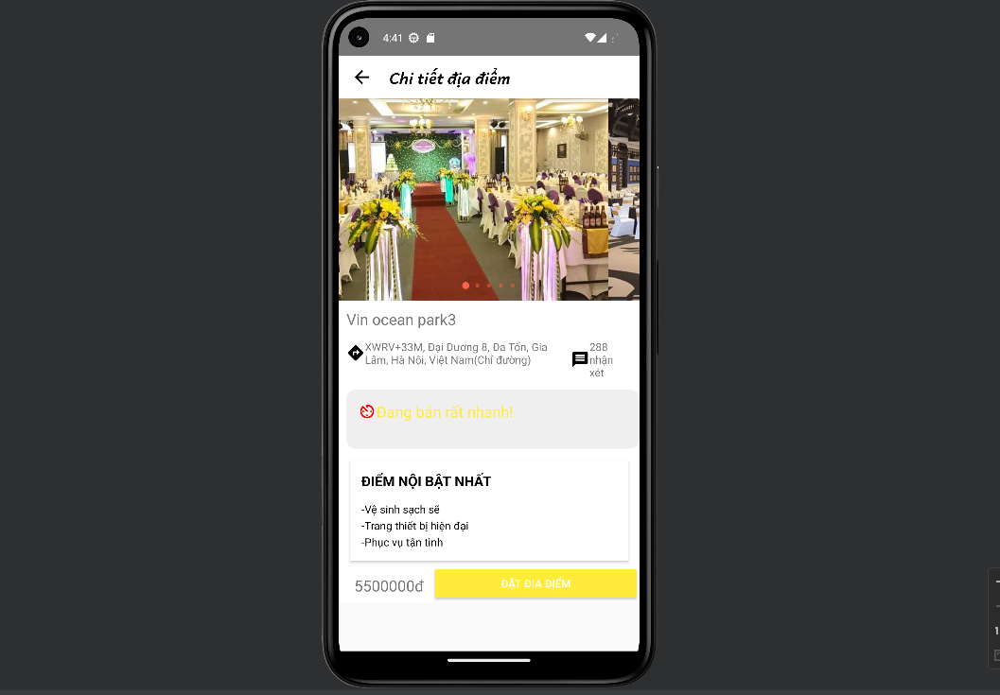 4:41
Chi tiết địa điểm
Vin ocean park3
XWRV+33M, Đại Dương 8, Đa Tốn, Gia
Lâm, Hà Nội, Việt Nam(Chỉ đường)
288
nhận
xét
Đang bán rất nhanh!
ĐIỂM NỘI BẬT NHẤT
-Vệ sinh sạch sẽ
-Trang thiết bị hiện đại
-Phục vụ tận tình
5500000đ
ĐẶT ĐỊA ĐIỂM